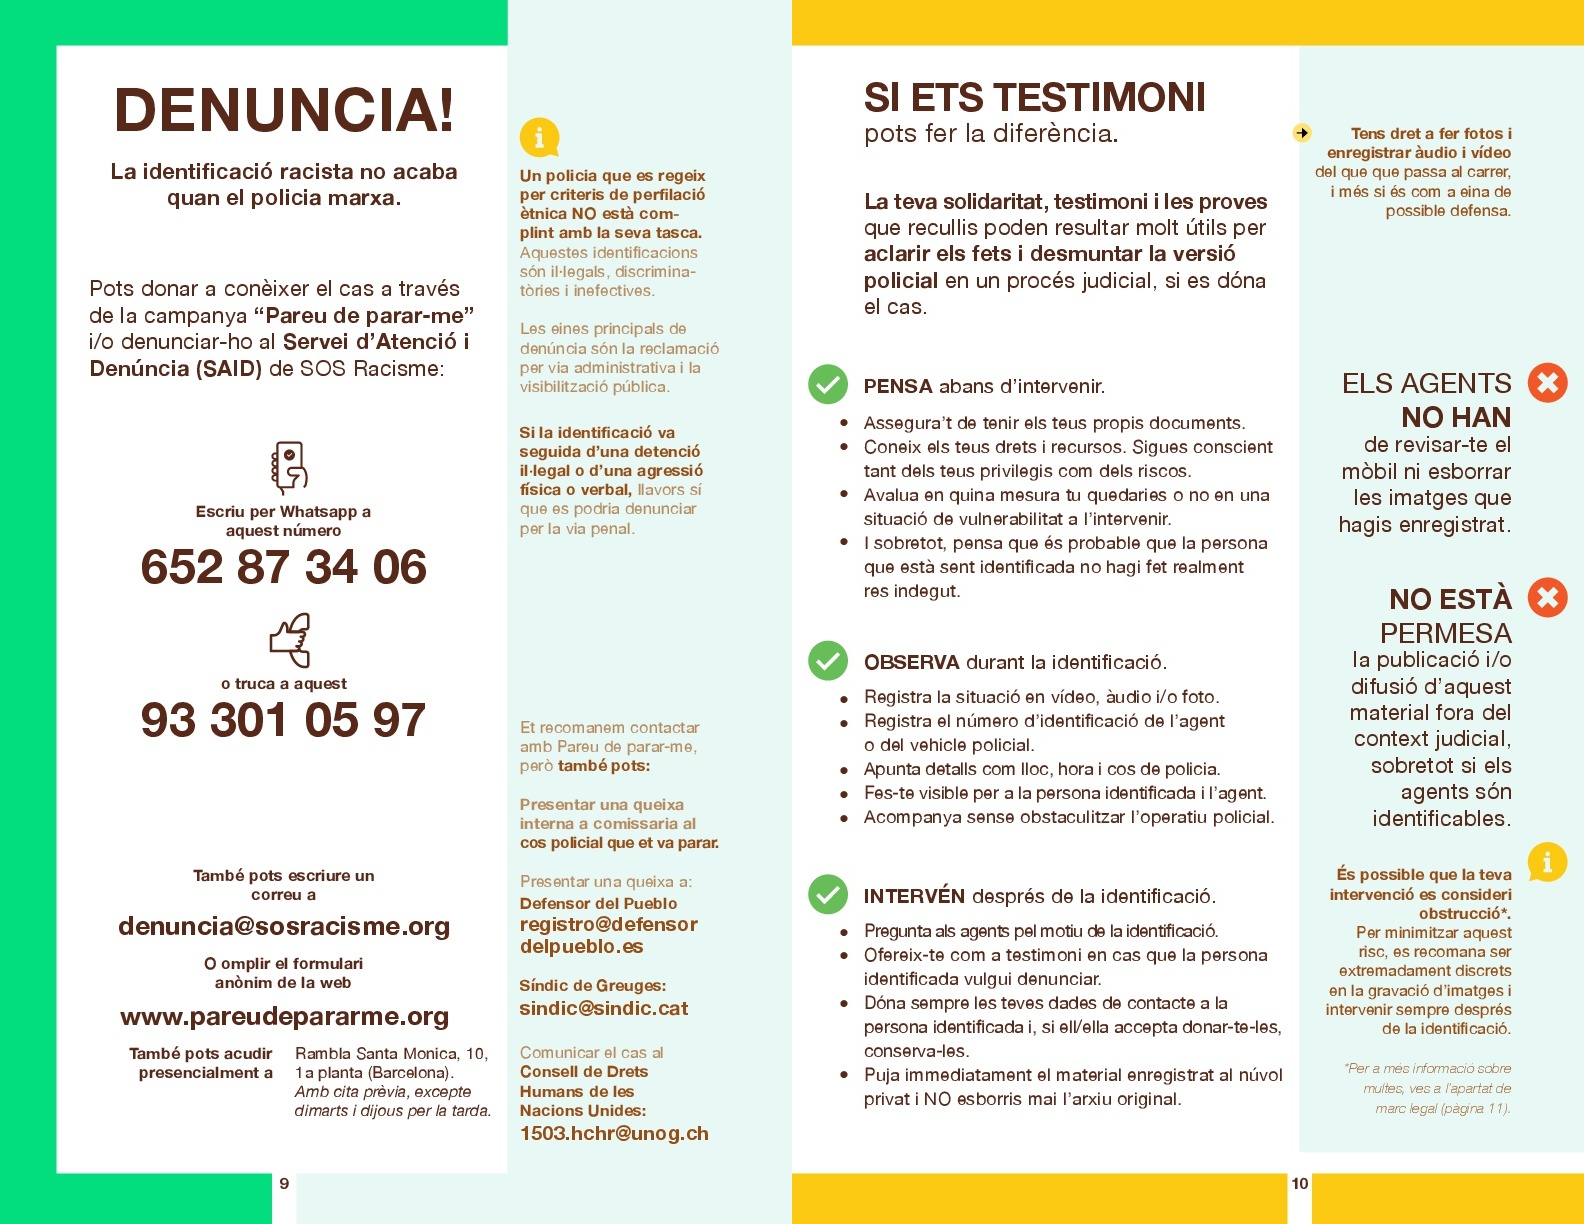 DENUNCIA!
La identificació racista no acaba
quan el policia marxa.
Pots donar a conèixer el cas a través
de la campanya “Pareu de parar-me”
i/o denunciar-ho al Servei d’Atenció i
Denúncia (SAID) de SOS Racisme:
Escriu per Whatsapp a
aquest número
652 87 34 06
o truca a aquest
93 301 05 97
També pots escriure un
correu a
denuncia@sosracisme.org
O omplir el formulari
anònim de la web
www.pareudepararme.org
També pots acudir
presencialment a
Rambla Santa Monica, 10,
1a planta (Barcelona).
Amb cita prèvia, excepte
dimarts i dijous per la tarda.
9
i
Un policia que es regeix
per criteris de perfilació
ètnica NO està com-
plint amb la seva tasca.
Aquestes identificacions
són il·legals, discrimina-
tòries i inefectives.
Les eines principals de
denúncia són la reclamació
per via administrativa i la
visibilització pública.
Si la identificació va
seguida d’una detenció
il·legal o d’una agressió
física o verbal, llavors sí
que es podria denunciar
per la via penal.
Et recomanem contactar
amb Pareu de parar-me,
però també pots:
Presentar una queixa
interna a comissaria al
cos policial que et va parar.
Presentar una queixa a:
Defensor del Pueblo
registro@defensor
delpueblo.es
Síndic de Greuges:
sindic@sindic.cat
Comunicar el cas al
Consell de Drets
Humans de les
Nacions Unides:
1503.hchr@unog.ch
SI ETS TESTIMONI
pots fer la diferència.
La teva solidaritat, testimoni i les proves
que recullis poden resultar molt útils per
aclarir els fets i desmuntar la versió
policial en un procés judicial, si es dóna
el cas.
PENSA abans d’intervenir.
• Assegura’t de tenir els teus propis documents.
• Coneix els teus drets i recursos. Sigues conscient
tant dels teus privilegis com dels riscos.
• Avalua en quina mesura tu quedaries o no en una
situació de vulnerabilitat a l’intervenir.
• I sobretot, pensa que és probable que la persona
que està sent identificada no hagi fet realment
res indegut.
OBSERVA durant la identificació.
• Registra la situació en vídeo, àudio i/o foto.
• Registra el número d’identificació de l’agent
o del vehicle policial.
• Apunta detalls com lloc, hora i cos de policia.
• Fes-te visible per a la persona identificada i l’agent.
• Acompanya sense obstaculitzar l’operatiu policial.
INTERVÉN després de la identificació.
• Pregunta als agents pel motiu de la identificació.
• Ofereix-te com a testimoni en cas que la persona
identificada vulgui denunciar.
• Dóna sempre les teves dades de contacte a la
persona identificada i, si ell/ella accepta donar-te-les,
conserva-les.
• Puja immediatament el material enregistrat al núvol
privat i NO esborris mai l’arxiu original.
Tens dret a fer fotos i
enregistrar àudio i vídeo
del que que passa al carrer,
i més si és com a eina de
possible defensa.
ELS AGENTS
NO HAN
de revisar-te el
mòbil ni esborrar
les imatges que
hagis enregistrat.
NO ESTÀ
PERMESA
la publicació i/o
difusió d’aquest
material fora del
context judicial,
sobretot si els
agents són
identificables.
i
És possible que la teva
intervenció es consideri
obstrucció*.
Per minimitzar aquest
risc, es recomana ser
extremadament discrets
en la gravació d’imatges i
intervenir sempre després
de la identificació.
*Per a més informació sobre
multes, ves a l’apartat de
marc legal (pàgina 11).
10